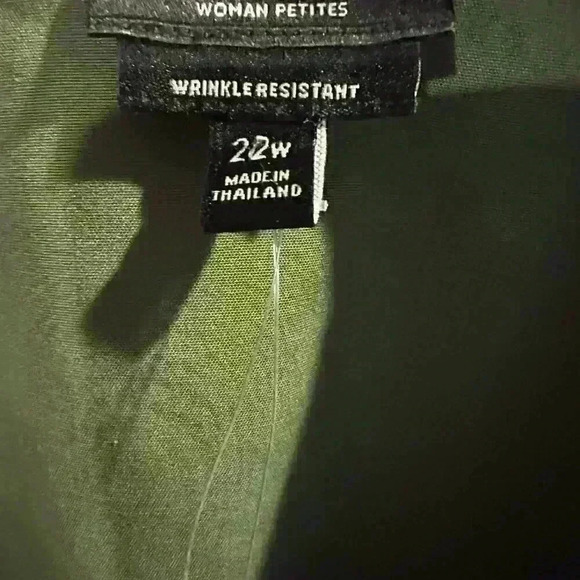 WOMAN PETITES
WRINKLE RESISTANT
22W
MADE IN
THAILAND